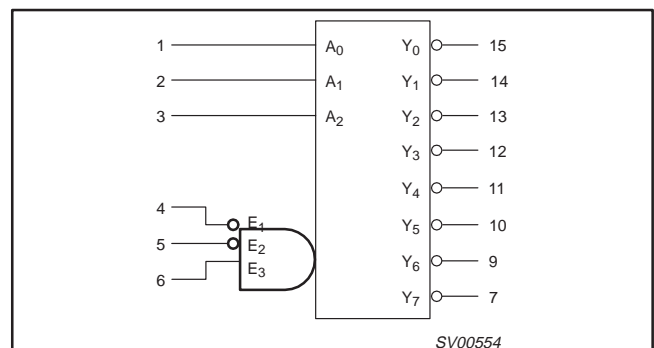 1 A₀ Y₀ 15
2 A₁ Y₁ 14
3 A₂ Y₂ 13
Y₃ 12
4 Y₄ 11
E₁
5 E₂ Y₅ 10
6 E₃ Y₆ 9
Y₇ 7
SV00554